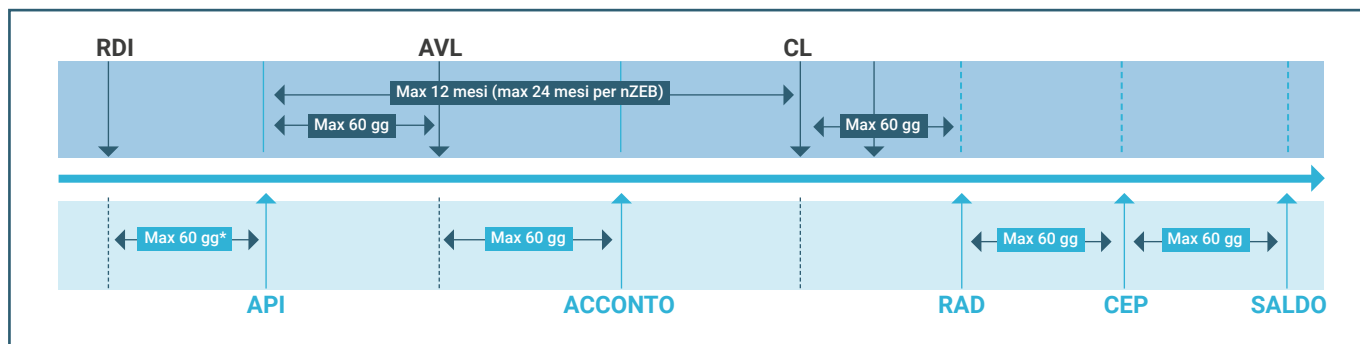 RDI AVL CL
Max 12 mesi (max 24 mesi per nZEB)
Max 60 gg Max 60 gg
Max 60 gg* Max 60 gg Max 60 gg Max 60 gg
API ACCONTO RAD CEP SALDO